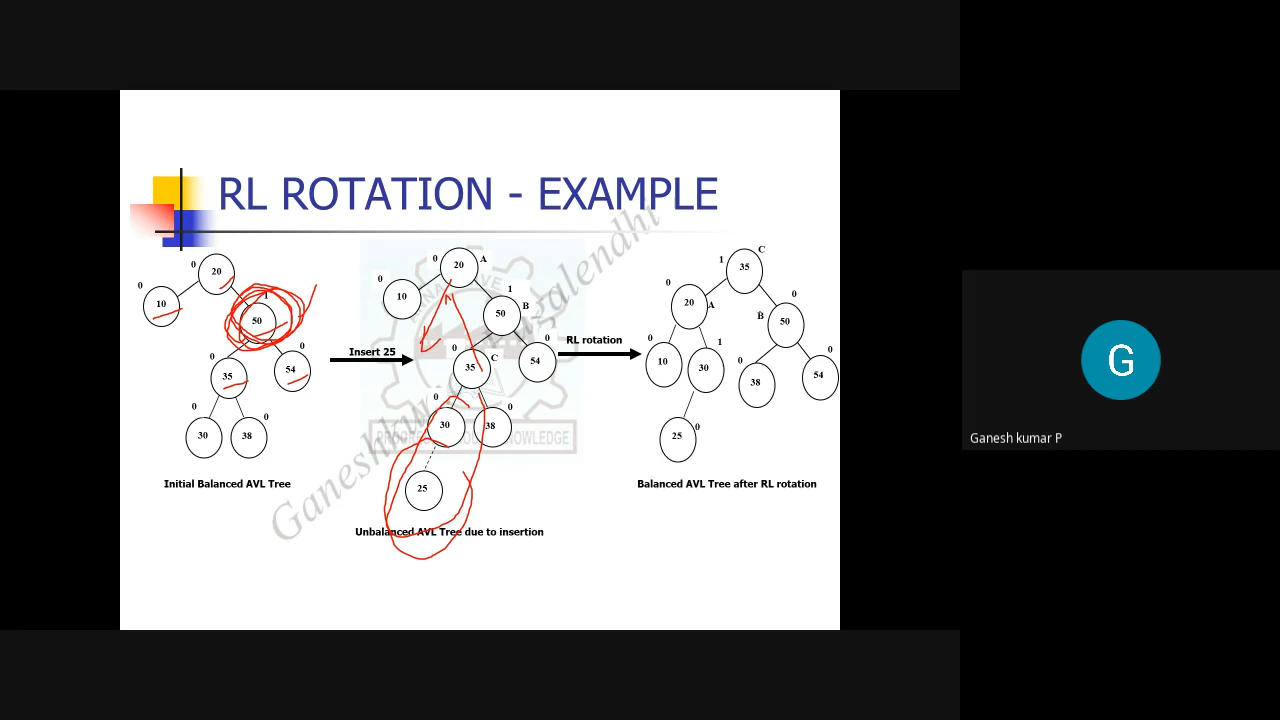 RL ROTATION - EXAMPLE
0 20
0 10
1 50
0 35
0 54
0 30
0 38
Initial Balanced AVL Tree
Insert 25
0 20 A
0 10
1 50 B
0 35 C
0 54
0 30
0 38
25
Unbalanced AVL Tree due to insertion
RL rotation
1 35 C
0 20 A
0 50 B
0 10
1 30
0 38
0 54
25 0
Balanced AVL Tree after RL rotation
G
Ganesh kumar P